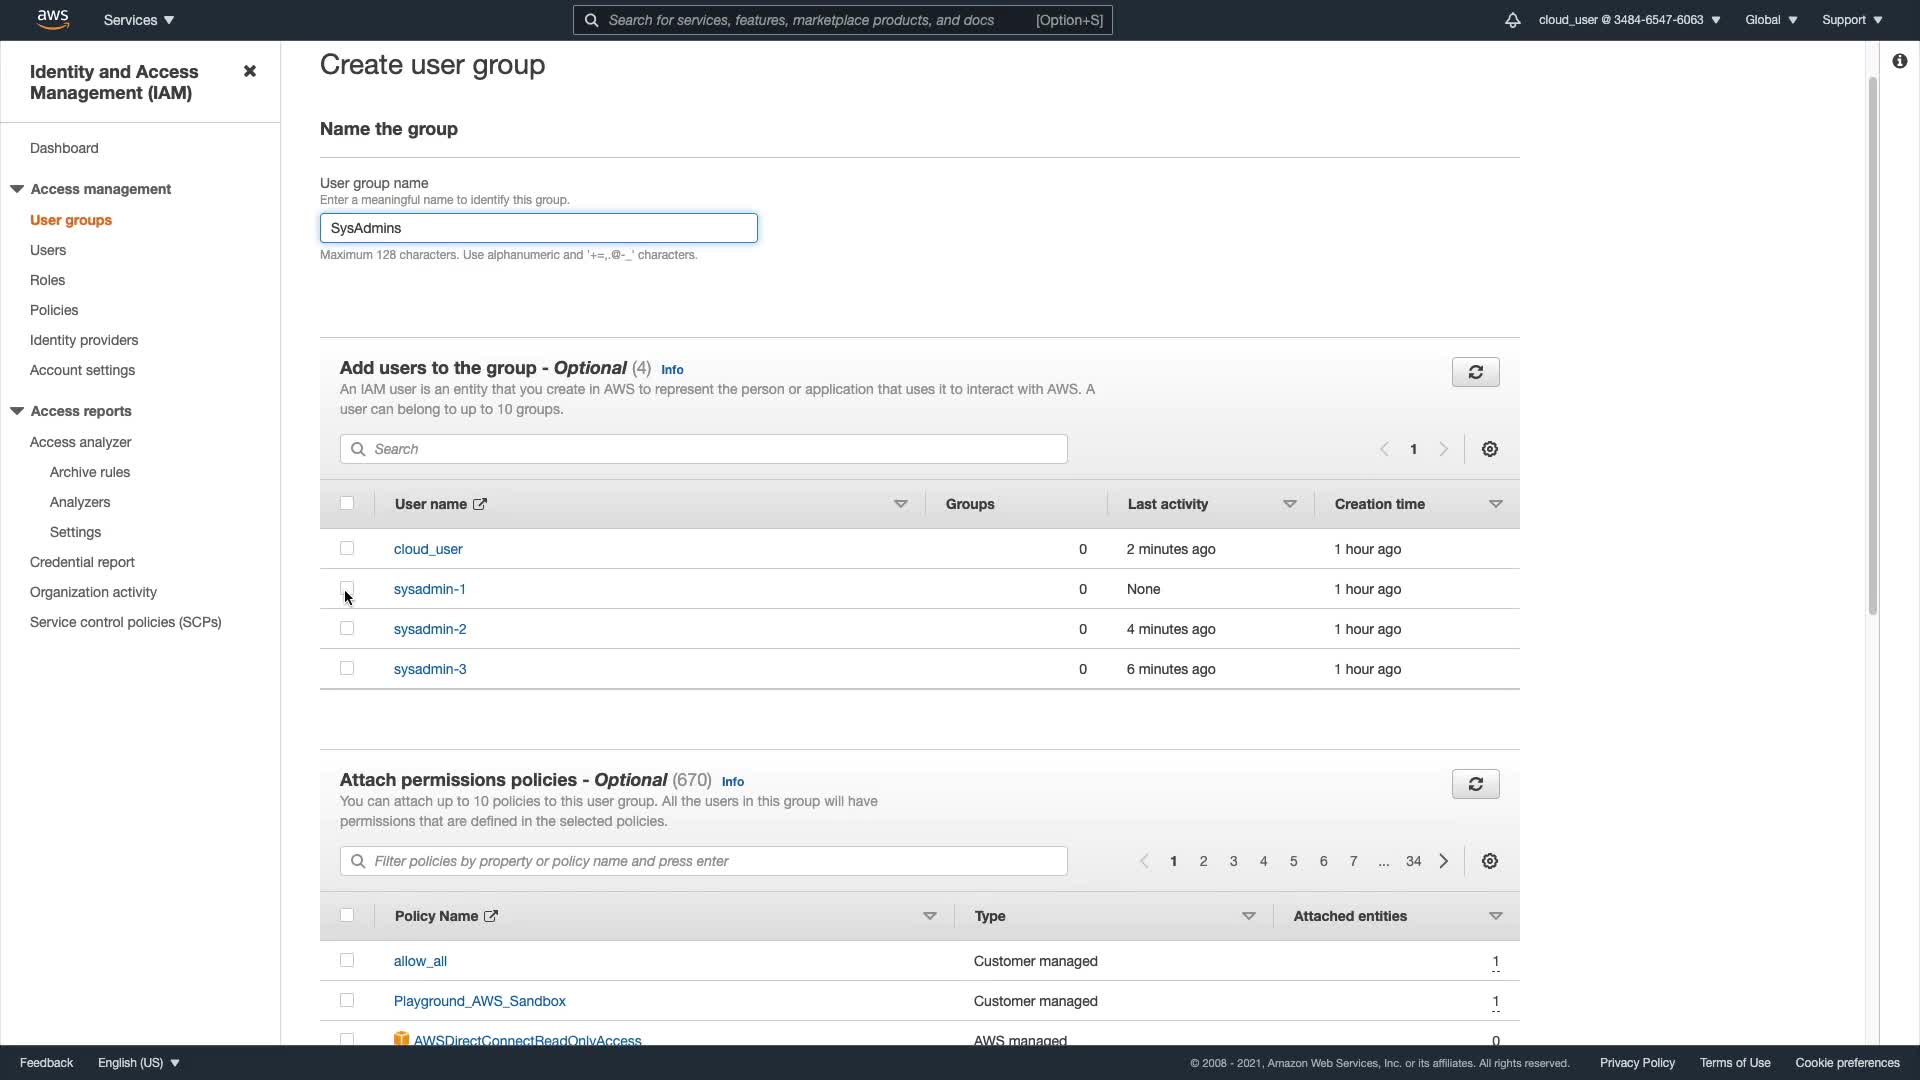 aws
Services
Search for services, features, marketplace products, and docs
[Option+S]
cloud_user @ 3484-6547-6063
Global
Support
Identity and Access
Management (IAM)
Dashboard
Access management
User groups
Users
Roles
Policies
Identity providers
Account settings
Access reports
Access analyzer
Archive rules
Analyzers
Settings
Credential report
Organization activity
Service control policies (SCPs)
Create user group
Name the group
User group name
Enter a meaningful name to identify this group.
SysAdmins
Maximum 128 characters. Use alphanumeric and '+=,.@-_' characters.
Add users to the group - Optional (4) Info
An IAM user is an entity that you create in AWS to represent the person or application that uses it to interact with AWS. A
user can belong to up to 10 groups.
Search
1
User name Groups Last activity Creation time
cloud_user 0 2 minutes ago 1 hour ago
sysadmin-1 0 None 1 hour ago
sysadmin-2 0 4 minutes ago 1 hour ago
sysadmin-3 0 6 minutes ago 1 hour ago
Attach permissions policies - Optional (670) Info
You can attach up to 10 policies to this user group. All the users in this group will have
permissions that are defined in the selected policies.
Filter policies by property or policy name and press enter
1 2 3 4 5 6 7 ... 34
Policy Name Type Attached entities
allow_all Customer managed 1
Playground_AWS_Sandbox Customer managed 1
AWSDirectConnectReadOnlyAccess AWS managed 0
Feedback
English (US)
© 2008 - 2021, Amazon Web Services, Inc. or its affiliates. All rights reserved.
Privacy Policy
Terms of Use
Cookie preferences